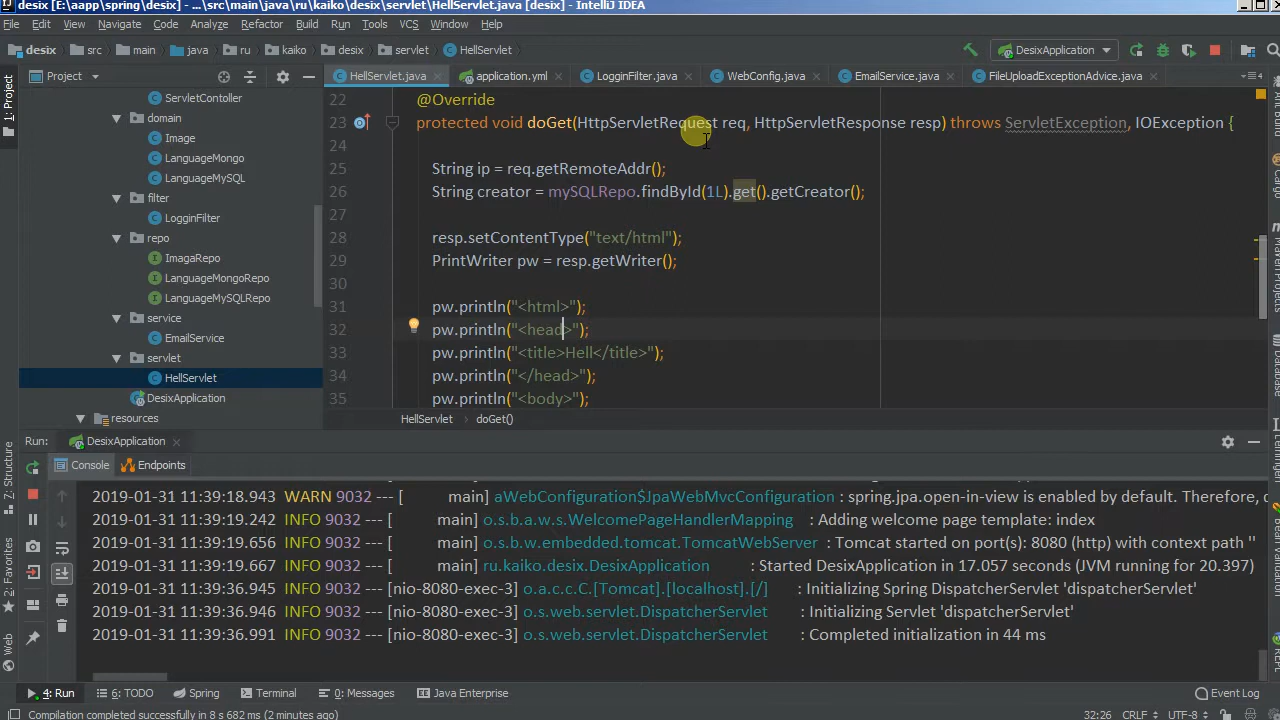 desix [E:\aapp\spring\desix] - ...\src\main\java\ru\kaiko\desix\servlet\HellServlet.java [desix] - IntelliJ IDEA
File Edit View Navigate Code Analyze Refactor Build Run Tools VCS Window Help
desix src main java ru kaiko desix servlet HellServlet DesixApplication
1: Project
Project HellServlet.java application.yml LogginFilter.java WebConfig.java EmailService.java FileUploadExceptionAdvice.java
ServletContoller
domain
Image
LanguageMongo
LanguageMySQL
filter
LogginFilter
repo
ImagaRepo
LanguageMongoRepo
LanguageMySQLRepo
service
EmailService
servlet
HellServlet
DesixApplication
resources
22 @Override
23 protected void doGet(HttpServletRequest req, HttpServletResponse resp) throws ServletException, IOException {
24
25 String ip = req.getRemoteAddr();
26 String creator = mySQLRepo.findById(1L).get().getCreator();
27
28 resp.setContentType("text/html");
29 PrintWriter pw = resp.getWriter();
30
31 pw.println("<html>");
32 pw.println("<head>");
33 pw.println("<title>Hell</title>");
34 pw.println("</head>");
35 pw.println("<body>");
HellServlet doGet()
Run: DesixApplication
Console Endpoints
2019-01-31 11:39:18.943 WARN 9032 --- [ main] aWebConfiguration$JpaWebMvcConfiguration : spring.jpa.open-in-view is enabled by default. Therefore,
2019-01-31 11:39:19.242 INFO 9032 --- [ main] o.s.b.a.w.s.WelcomePageHandlerMapping : Adding welcome page template: index
2019-01-31 11:39:19.656 INFO 9032 --- [ main] o.s.b.w.embedded.tomcat.TomcatWebServer : Tomcat started on port(s): 8080 (http) with context path ''
2019-01-31 11:39:19.667 INFO 9032 --- [ main] ru.kaiko.desix.DesixApplication : Started DesixApplication in 17.057 seconds (JVM running for 20.397)
2019-01-31 11:39:36.945 INFO 9032 --- [nio-8080-exec-3] o.a.c.c.C.[Tomcat].[localhost].[/] : Initializing Spring DispatcherServlet 'dispatcherServlet'
2019-01-31 11:39:36.946 INFO 9032 --- [nio-8080-exec-3] o.s.web.servlet.DispatcherServlet : Initializing Servlet 'dispatcherServlet'
2019-01-31 11:39:36.991 INFO 9032 --- [nio-8080-exec-3] o.s.web.servlet.DispatcherServlet : Completed initialization in 44 ms
Z: Structure
2: Favorites
Web
4: Run 6: TODO Spring Terminal 0: Messages Java Enterprise Event Log
Compilation completed successfully in 8 s 682 ms (2 minutes ago) 32:26 CRLF UTF-8